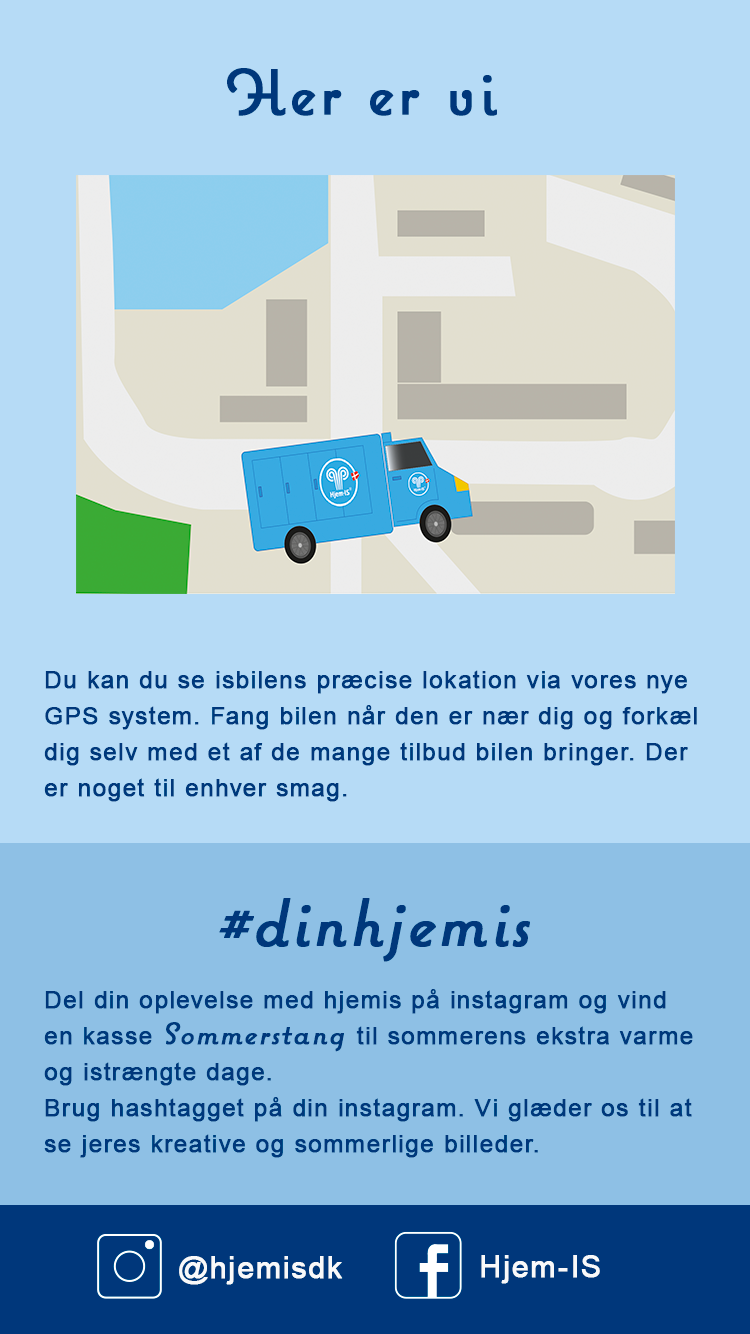 Her er vi
Hjem-IS
Du kan du se isbilens præcise lokation via vores nye
GPS system. Fang bilen når den er nær dig og forkæl
dig selv med et af de mange tilbud bilen bringer. Der
er noget til enhver smag.
#dinhjemis
Del din oplevelse med hjemis på instagram og vind
en kasse Sommerstang til sommerens ekstra varme
og istrængte dage.
Brug hashtagget på din instagram. Vi glæder os til at
se jeres kreative og sommerlige billeder.
@hjemisdk
Hjem-IS